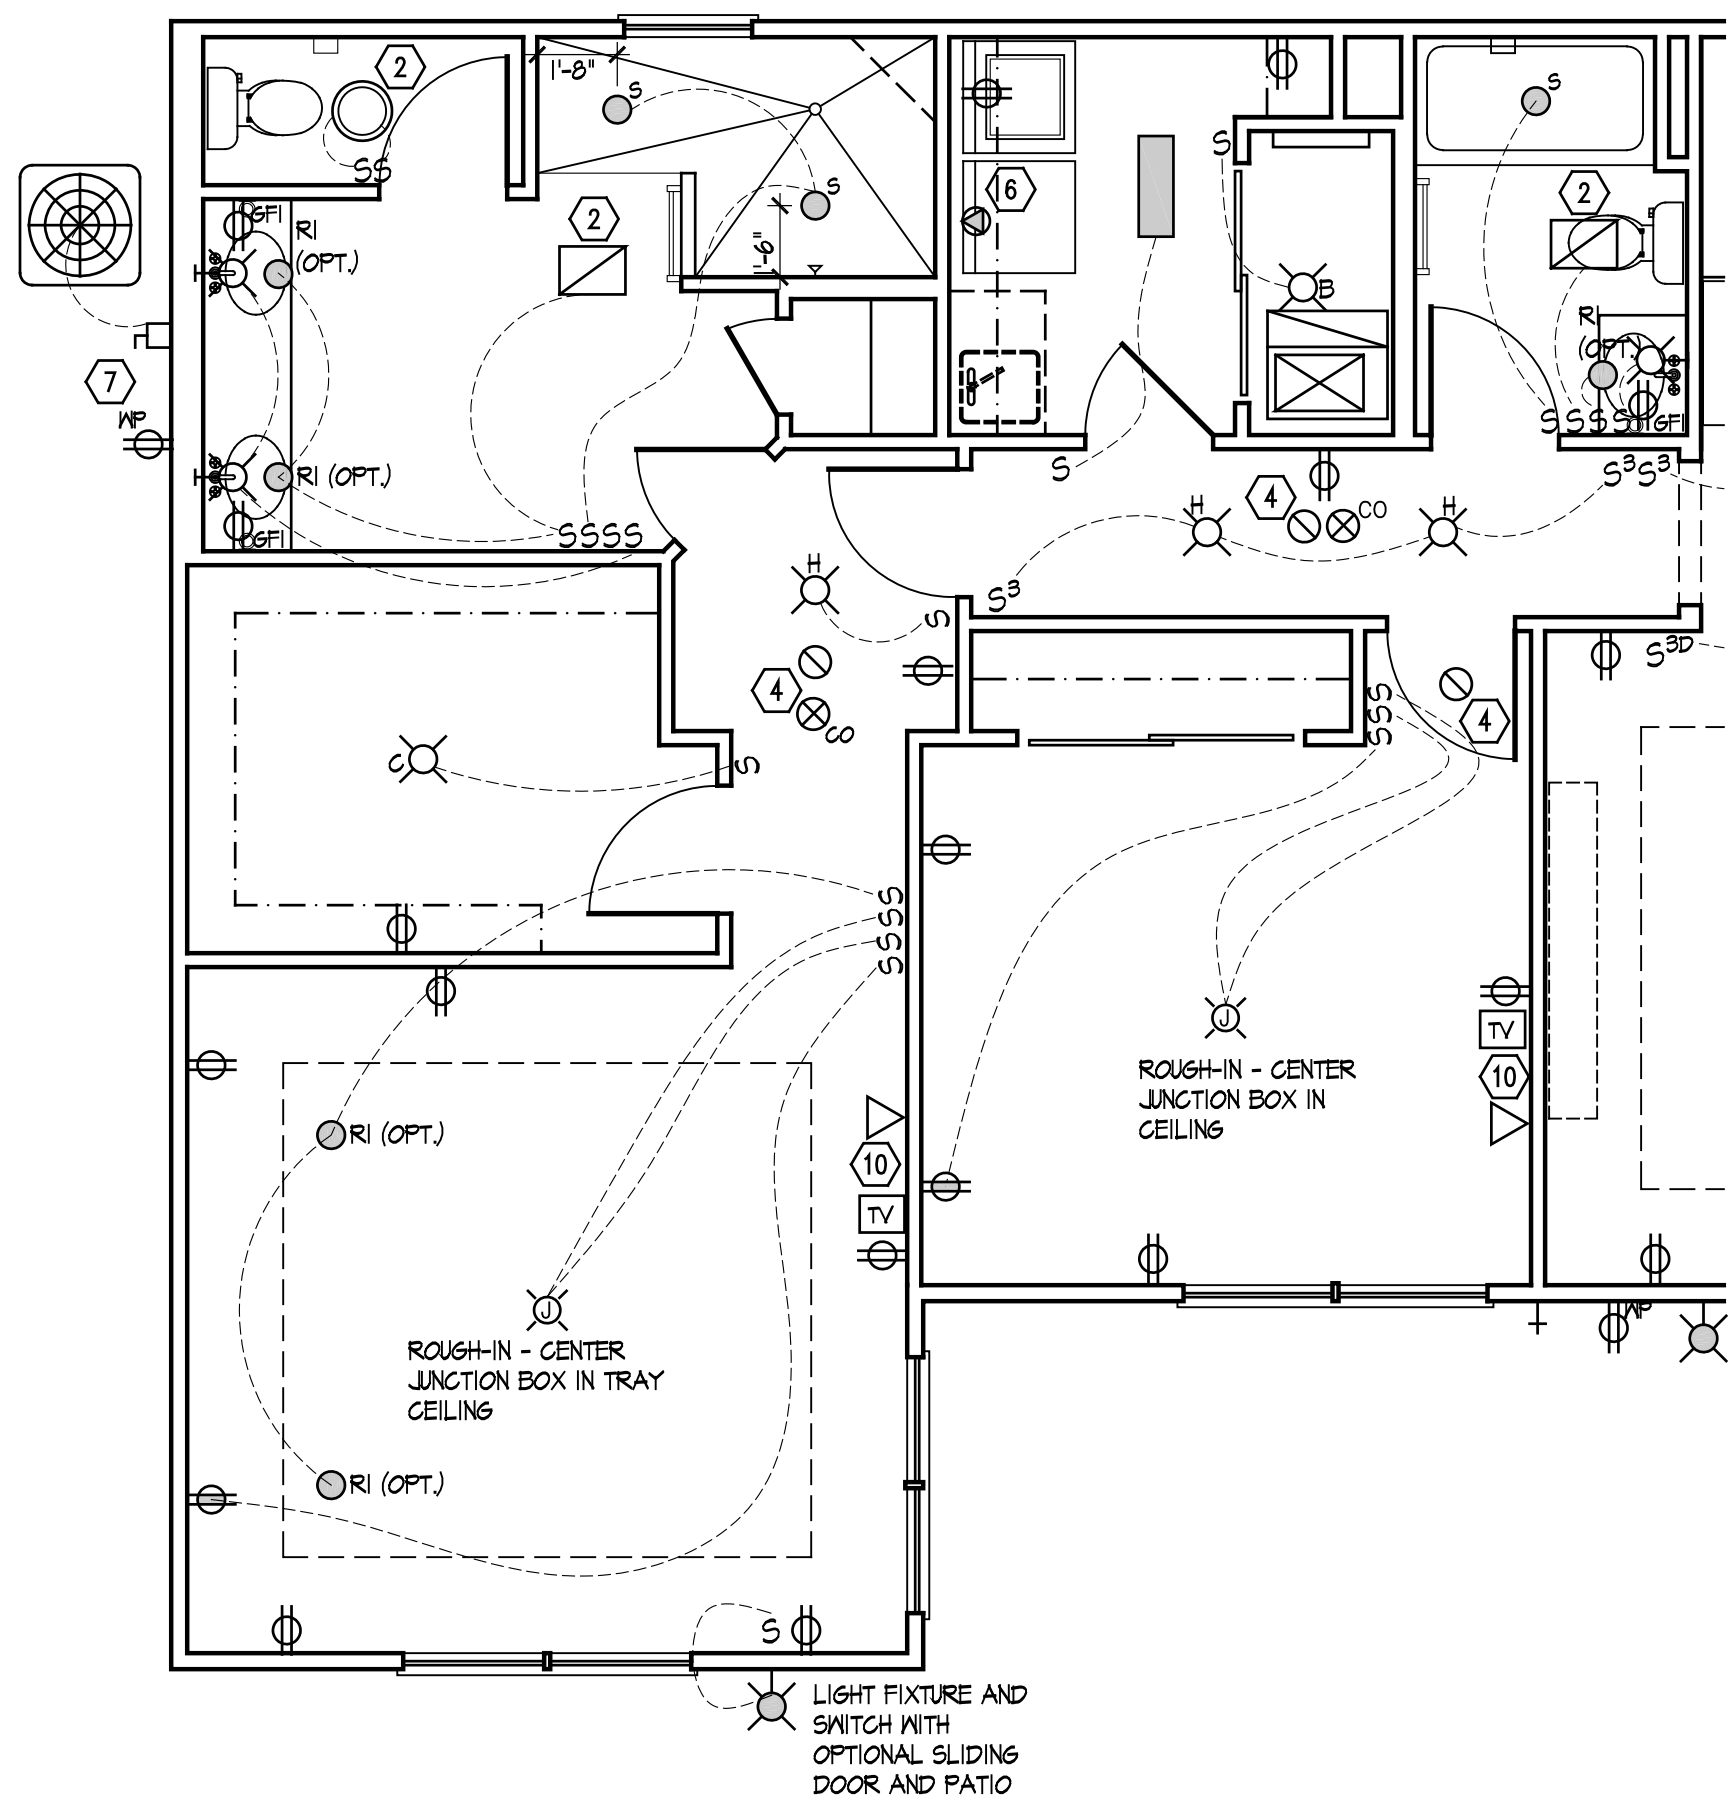 2
1'-8"
S
S
1'-6"
SS
GFI
RI
(OPT.)
2
6
S
B
S
2
RI
(OPT.)
SSSS
GFI
7
WP
RI (OPT.)
GFI
SSSS
S
H
4
CO
H
S3S3
S3
H
S
4
CO
S3D
S
S
S
4
C
S
S
S
S
S
J
ROUGH-IN - CENTER
JUNCTION BOX IN
CEILING
TV
10
RI (OPT.)
10
TV
J
ROUGH-IN - CENTER
JUNCTION BOX IN TRAY
CEILING
WP
RI (OPT.)
S
LIGHT FIXTURE AND
SWITCH WITH
OPTIONAL SLIDING
DOOR AND PATIO